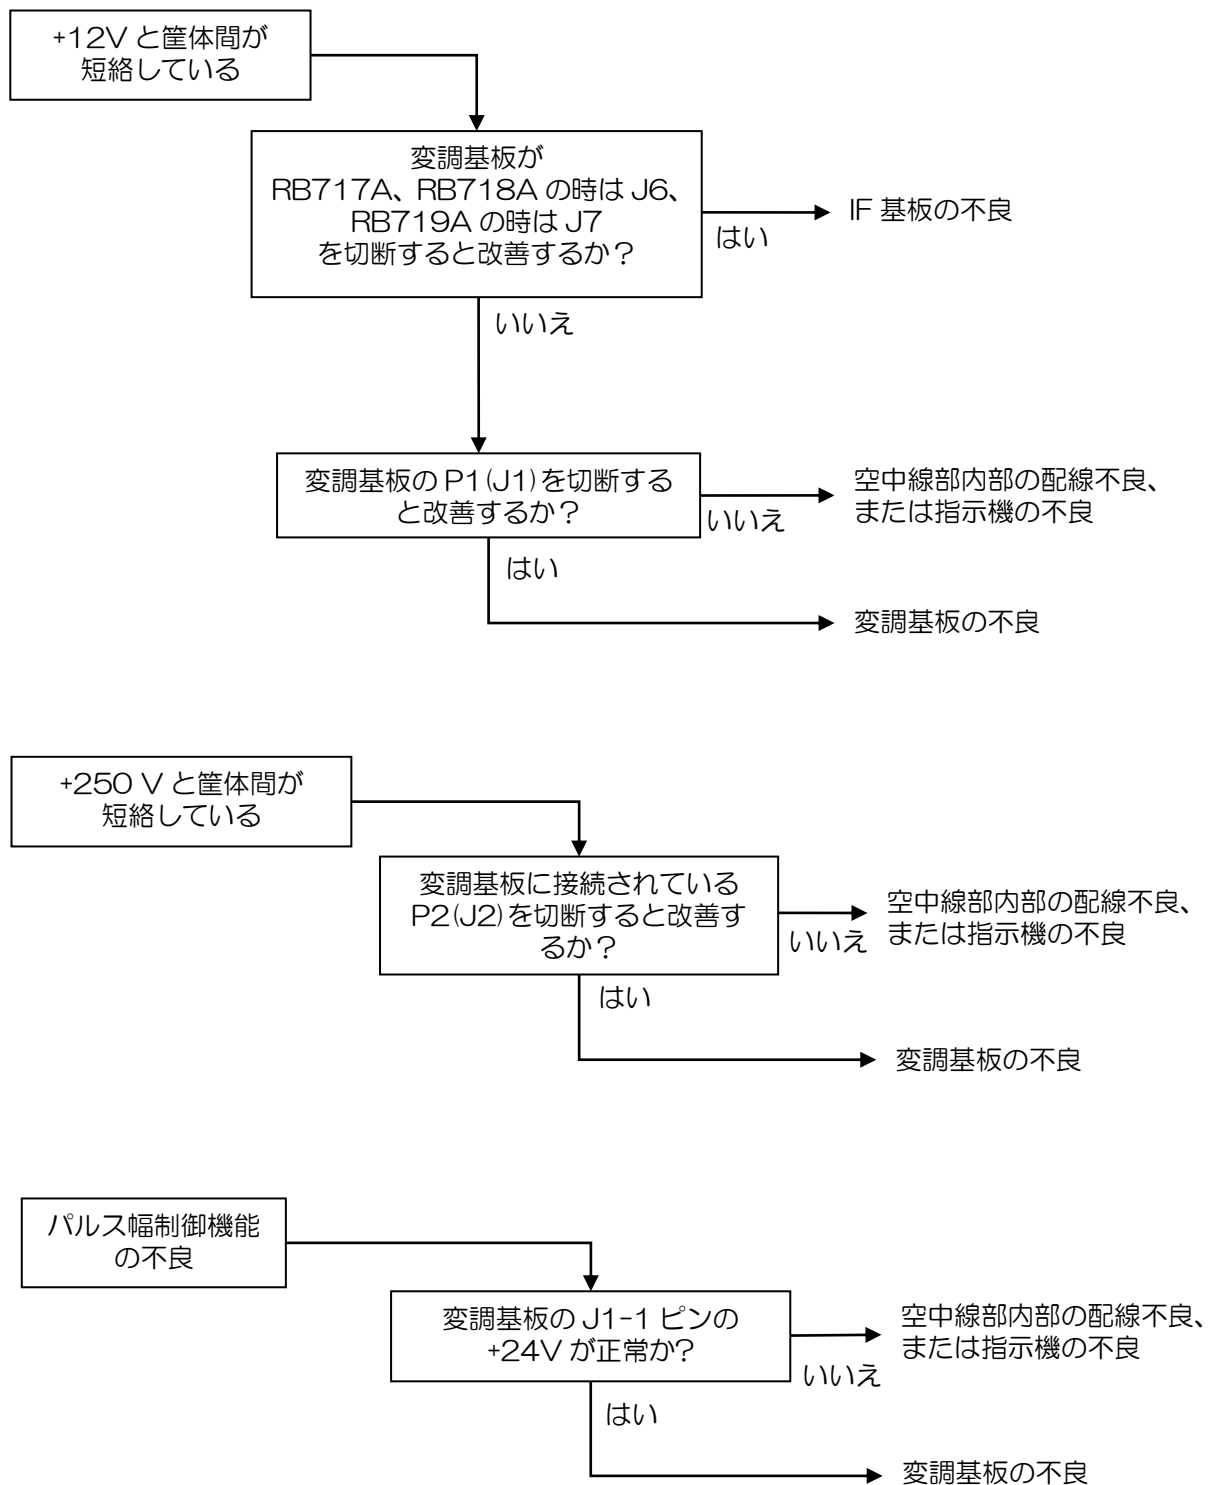 +12V と筐体間が
短絡している
変調基板が
RB717A、RB718A の時は J6、
RB719A の時は J7
を切断すると改善するか？
はい
IF 基板の不良
いいえ
変調基板の P1(J1)を切断する
と改善するか？
いいえ
空中線部内部の配線不良、
または指示機の不良
はい
変調基板の不良
+250 V と筐体間が
短絡している
変調基板に接続されている
P2(J2)を切断すると改善す
るか？
いいえ
空中線部内部の配線不良、
または指示機の不良
はい
変調基板の不良
パルス幅制御機能
の不良
変調基板の J1-1 ピンの
+24V が正常か?
いいえ
空中線部内部の配線不良、
または指示機の不良
はい
変調基板の不良